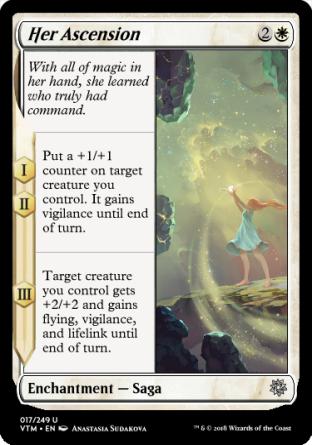 Her Ascension 2
With all of magic in
her hand, she learned
who truly had
command.
I
II
Put a +1/+1
counter on target
creature you
control. It gains
vigilance until end
of turn.
III
Target creature
you control gets
+2/+2 and gains
flying, vigilance,
and lifelink until
end of turn.
Enchantment — Saga
017/249 U
VTM • EN Anastasia Sudakova
™ & © 2018 Wizards of the Coast